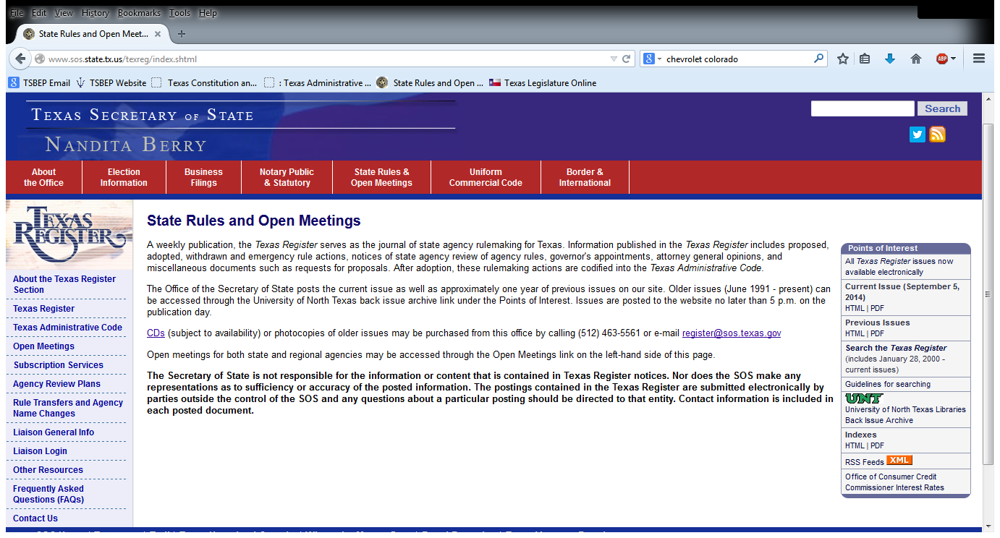 File Edit View History Bookmarks Tools Help
State Rules and Open Meet... × +
www.sos.state.tx.us/texreg/index.shtml
8 chevrolet colorado
ABP
8 TSBEP Email TSBEP Website Texas Constitution an... : Texas Administrative ... State Rules and Open ... Texas Legislature Online
TEXAS SECRETARY OF STATE
NANDITA BERRY
Search
About
the Office
Election
Information
Business
Filings
Notary Public
& Statutory
State Rules &
Open Meetings
Uniform
Commercial Code
Border &
International
TEXAS
REGISTER
About the Texas Register
Section
Texas Register
Texas Administrative Code
Open Meetings
Subscription Services
Agency Review Plans
Rule Transfers and Agency
Name Changes
Liaison General Info
Liaison Login
Other Resources
Frequently Asked
Questions (FAQs)
Contact Us
State Rules and Open Meetings
A weekly publication, the Texas Register serves as the journal of state agency rulemaking for Texas. Information published in the Texas Register includes proposed,
adopted, withdrawn and emergency rule actions, notices of state agency review of agency rules, governor's appointments, attorney general opinions, and
miscellaneous documents such as requests for proposals. After adoption, these rulemaking actions are codified into the Texas Administrative Code.
The Office of the Secretary of State posts the current issue as well as approximately one year of previous issues on our site. Older issues (June 1991 - present) can
be accessed through the University of North Texas back issue archive link under the Points of Interest. Issues are posted to the website no later than 5 p.m. on the
publication day.
CDs (subject to availability) or photocopies of older issues may be purchased from this office by calling (512) 463-5561 or e-mail register@sos.texas.gov
Open meetings for both state and regional agencies may be accessed through the Open Meetings link on the left-hand side of this page.
The Secretary of State is not responsible for the information or content that is contained in Texas Register notices. Nor does the SOS make any
representations as to sufficiency or accuracy of the posted information. The postings contained in the Texas Register are submitted electronically by
parties outside the control of the SOS and any questions about a particular posting should be directed to that entity. Contact information is included in
each posted document.
Points of Interest
All Texas Register issues now
available electronically
Current Issue (September 5,
2014)
HTML | PDF
Previous Issues
HTML | PDF
Search the Texas Register
(includes January 28, 2000 -
current issues)
Guidelines for searching
UNT
University of North Texas Libraries
Back Issue Archive
Indexes
HTML | PDF
RSS Feeds XML
Office of Consumer Credit
Commissioner Interest Rates